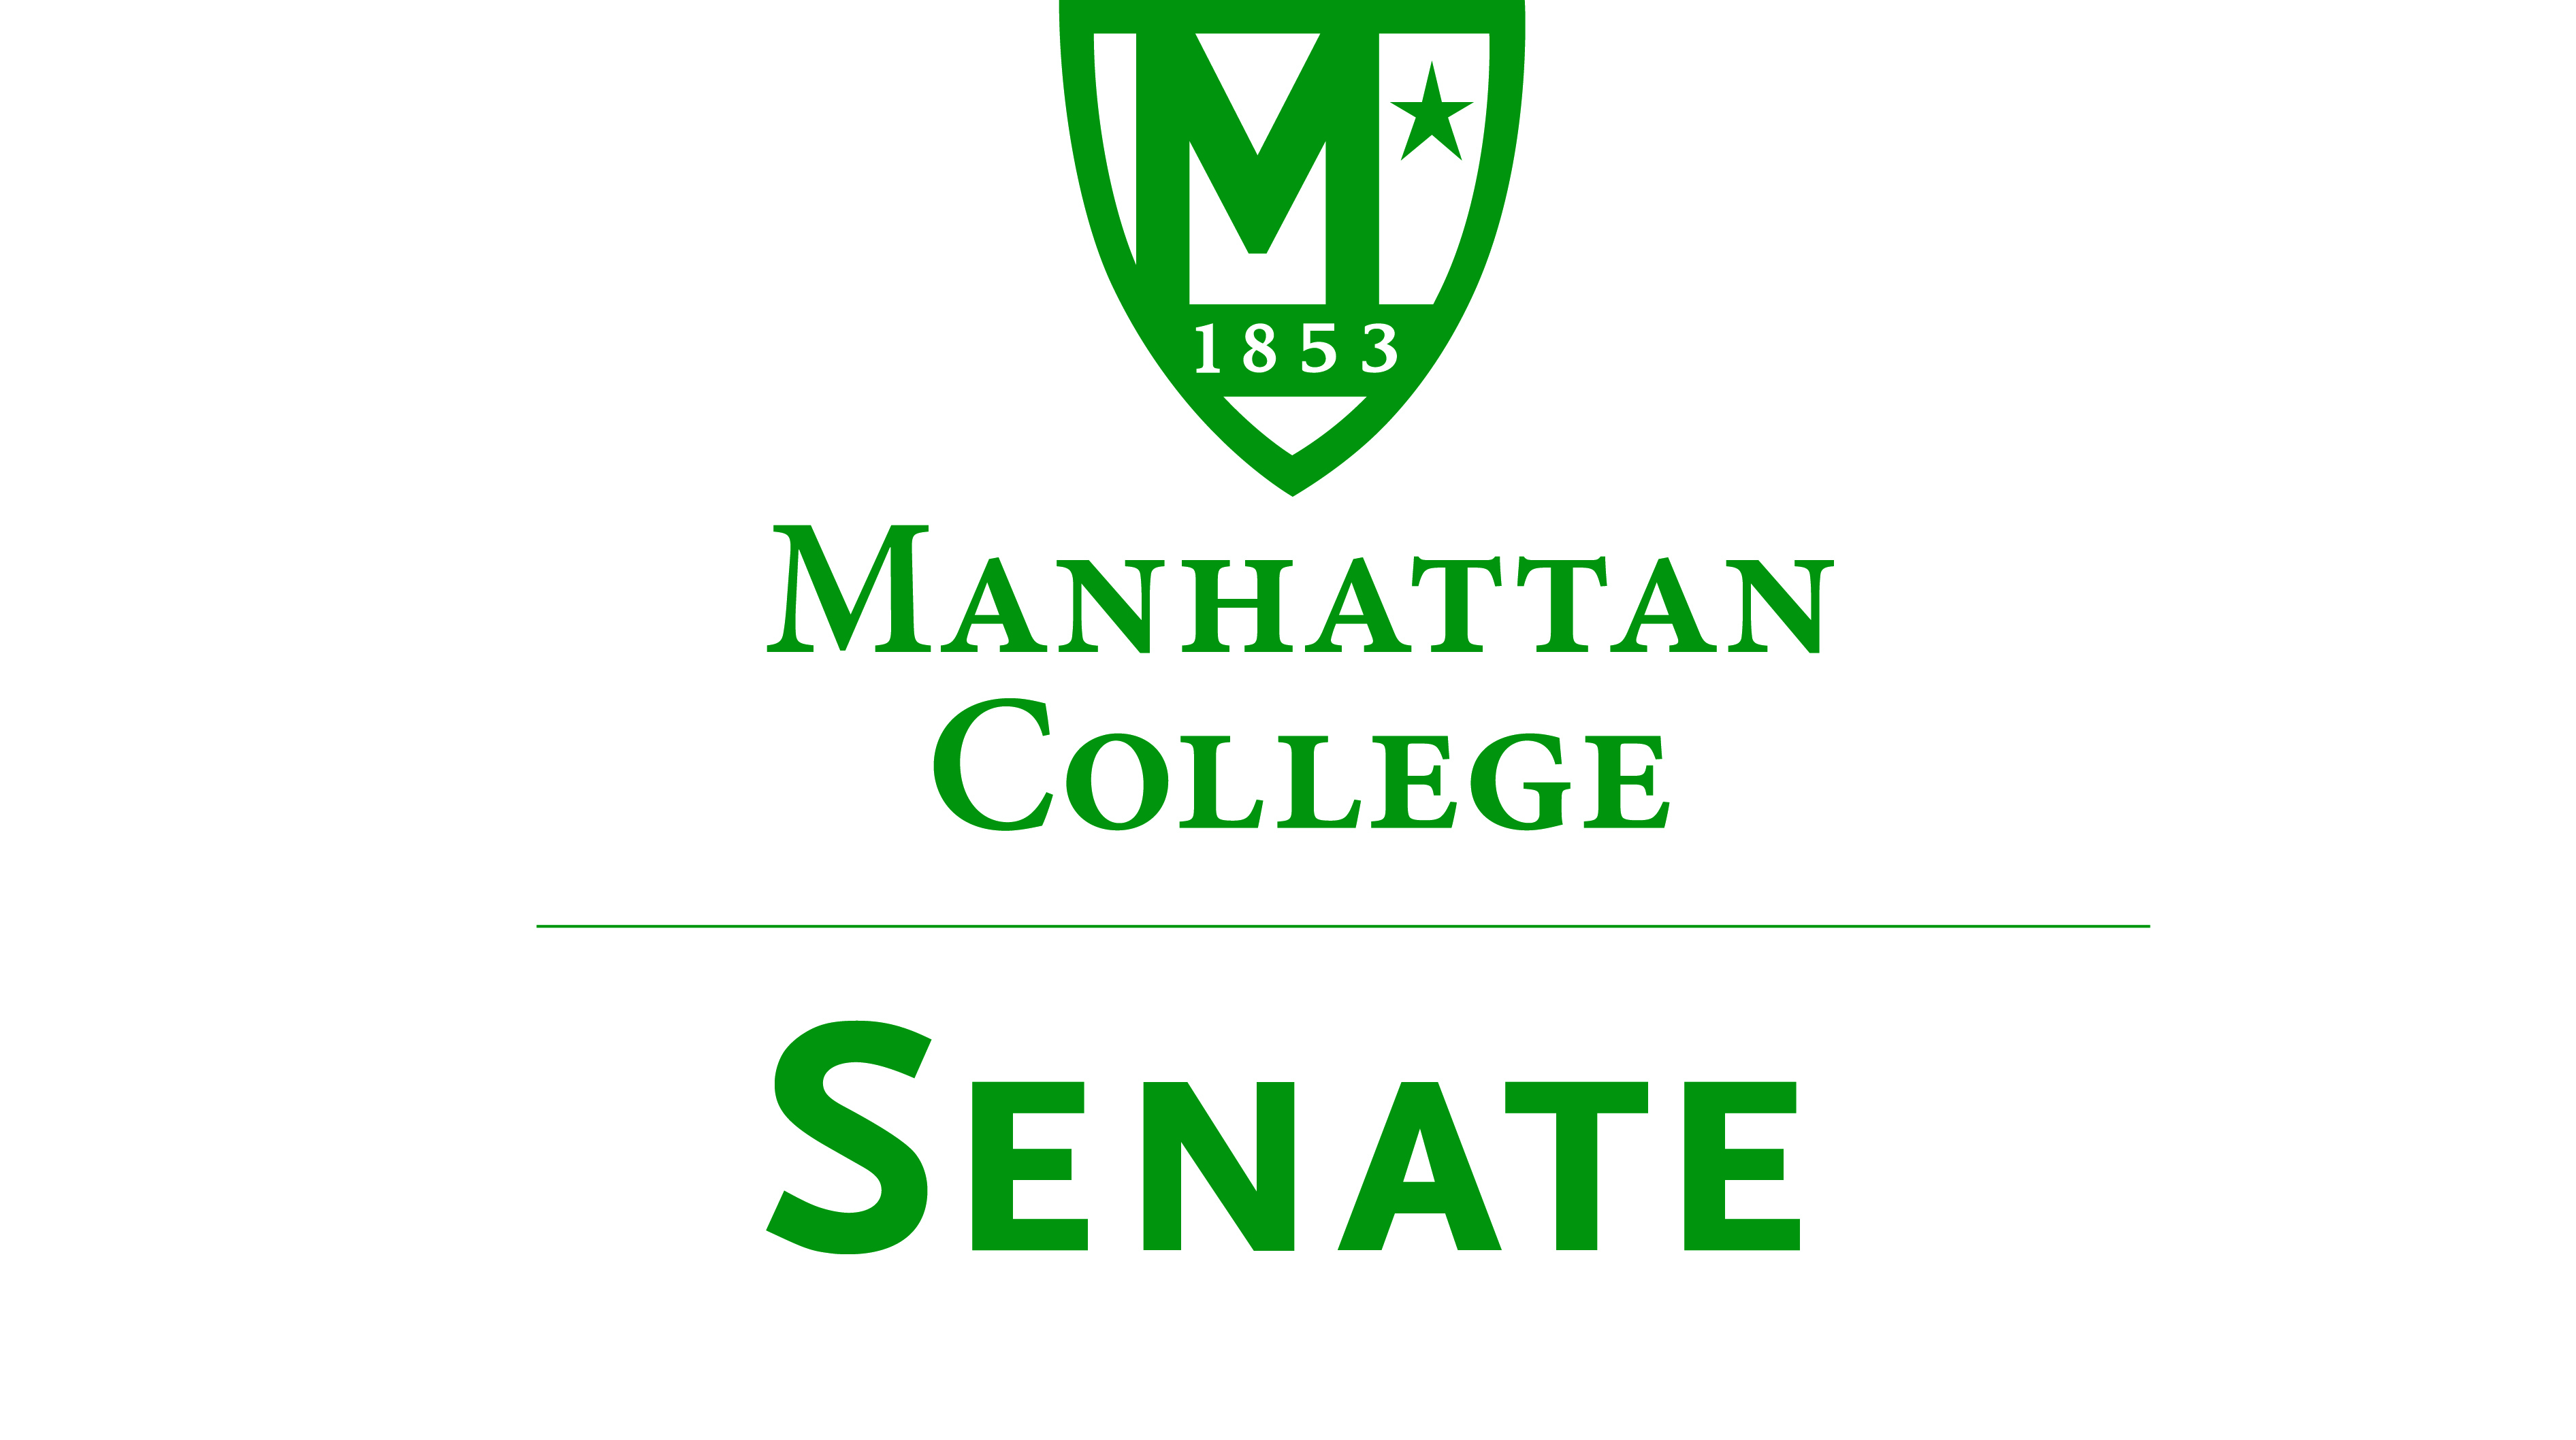 M
1853
MANHATTAN
COLLEGE
SENATE